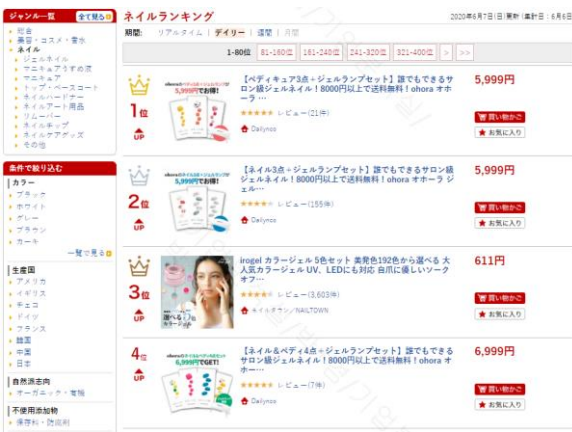 ジャンル一覧 全て見る
総合
美容・コスメ・香水
ネイル
ジェルネイル
マニキュアうすめ液
マニキュア
トップ・ベースコート
ネイルハードナー
ネイルアート用品
リムーバー
ネイルチップ
ネイルケアグッズ
その他
条件で絞り込む
カラー
ブラック
ホワイト
グレー
ブラウン
カーキ
一覧で見る
生産国
アメリカ
イギリス
チェコ
ドイツ
フランス
韓国
中国
日本
自然派志向
オーガニック・有機
不使用添加物
保存料・防腐剤
ネイルランキング
2020年6月7日(日)更新(集計日：6月6日
期間: リアルタイム | デイリー | 週間 | 月間
1-80位 81-160位 161-240位 241-320位 321-400位 > >>
1位
UP
5,999円でお得!
【ペディキュア3点+ジェルランプセット】誰でもできるサ
ロン級ジェルネイル！8000円以上で送料無料！ohora オホ
ーラ …
レビュー(21件)
Dailynco
5,999円
買い物かご
お気に入り
2位
UP
5,999円でお得!
【ネイル3点+ジェルランプセット】誰でもできるサロン級
ジェルネイル！8000円以上で送料無料！ohora オホーラ ジ
ェル…
レビュー(155件)
Dailynco
5,999円
買い物かご
お気に入り
3位
UP
選べる
カラージェル
irogel カラージェル 5色セット 美発色192色から選べる 大
人気カラージェル UV、LEDにも対応 自爪に優しいソーク
オフ…
レビュー(3,603件)
ネイルタウン/NAILTOWN
611円
買い物かご
お気に入り
4位
UP
6,999円でGET!
【ネイル&ペディ4点+ジェルランプセット】誰でもできる
サロン級ジェルネイル！8000円以上で送料無料！ohora オ
ホー…
レビュー(7件)
Dailynco
6,999円
買い物かご
お気に入り